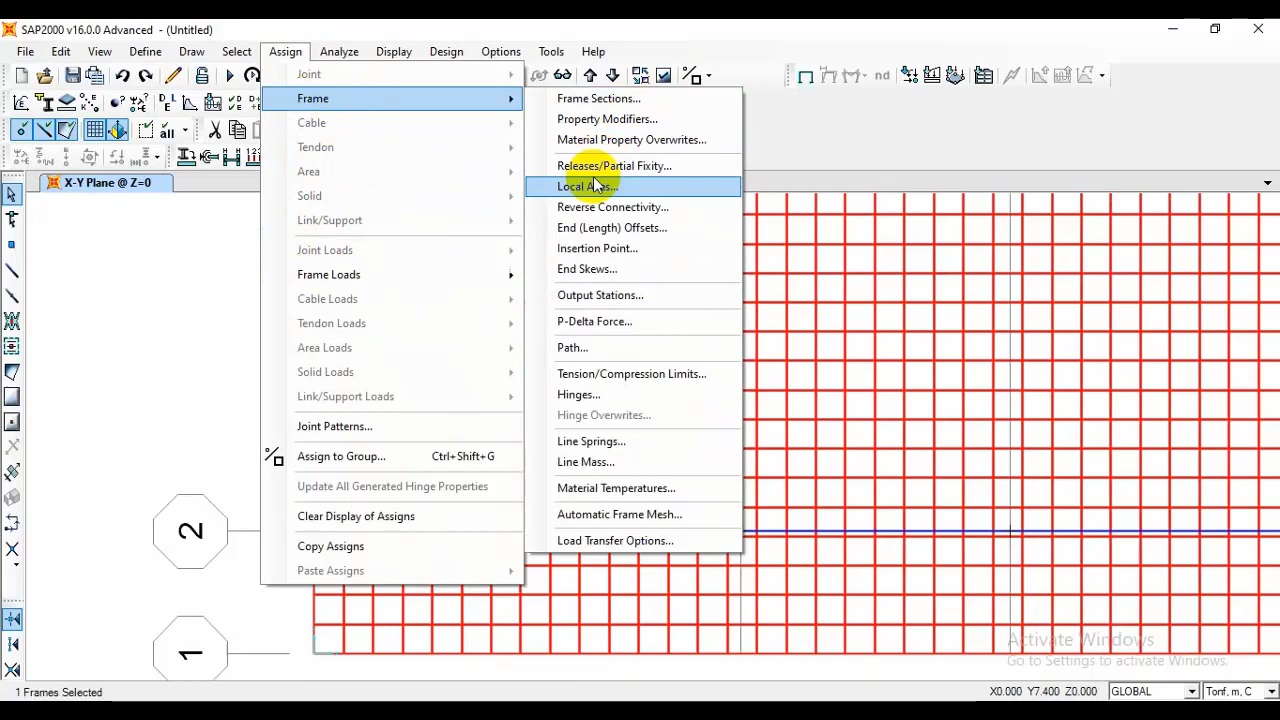 SAP2000 v16.0.0 Advanced - (Untitled)
File Edit View Define Draw Select Assign Analyze Display Design Options Tools Help
nd
all
X-Y Plane @ Z=0
Joint
Frame
Cable
Tendon
Area
Solid
Link/Support
Joint Loads
Frame Loads
Cable Loads
Tendon Loads
Area Loads
Solid Loads
Link/Support Loads
Joint Patterns...
Assign to Group... Ctrl+Shift+G
Update All Generated Hinge Properties
Clear Display of Assigns
Copy Assigns
Paste Assigns
Frame Sections...
Property Modifiers...
Material Property Overwrites...
Releases/Partial Fixity...
Local Axes...
Reverse Connectivity...
End (Length) Offsets...
Insertion Point...
End Skews...
Output Stations...
P-Delta Force...
Path...
Tension/Compression Limits...
Hinges...
Hinge Overwrites...
Line Springs...
Line Mass...
Material Temperatures...
Automatic Frame Mesh...
Load Transfer Options...
2
1
Activate Windows
Go to Settings to activate Windows.
1 Frames Selected
X0.000 Y7.400 Z0.000 GLOBAL Tonf, m, C